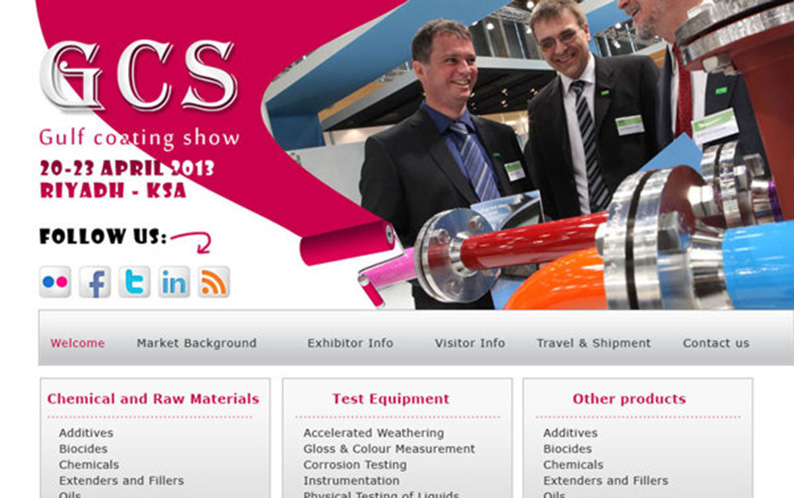 GCS
Gulf coating show
20-23 APRIL 2013
RIYADH - KSA
FOLLOW US:
Welcome
Market Background
Exhibitor Info
Visitor Info
Travel & Shipment
Contact us
Chemical and Raw Materials
Additives
Biocides
Chemicals
Extenders and Fillers
Oils
Test Equipment
Accelerated Weathering
Gloss & Colour Measurement
Corrosion Testing
Instrumentation
Physical Testing of Liquids
Other products
Additives
Biocides
Chemicals
Extenders and Fillers